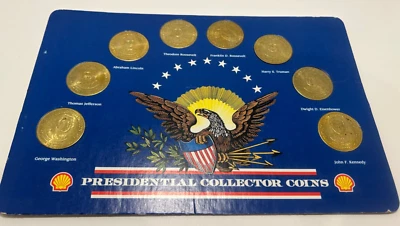 Theodore Roosevelt
Franklin D. Roosevelt
Abraham Lincoln
Harry S. Truman
Thomas Jefferson
Dwight D. Eisenhower
George Washington
John F. Kennedy
PRESIDENTIAL COLLECTOR COINS